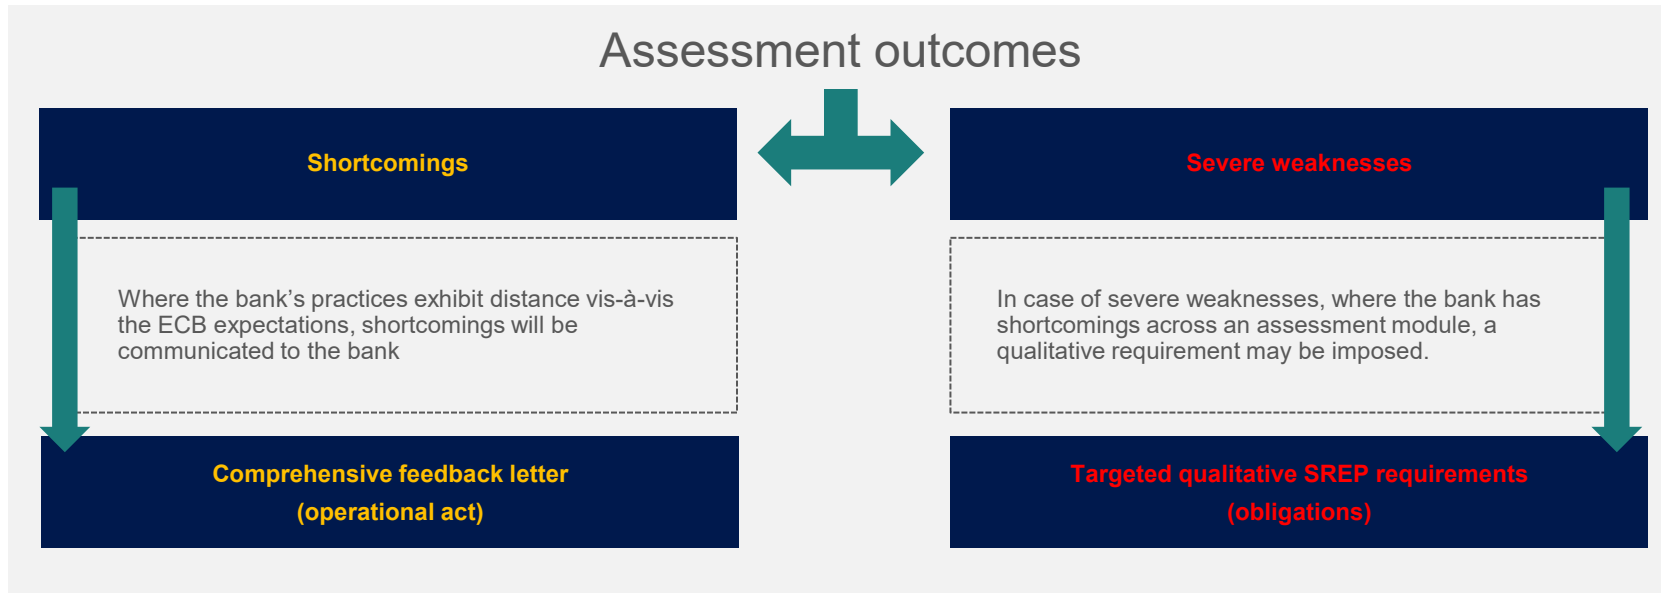 Assessment outcomes
Shortcomings
Where the bank's practices exhibit distance vis-à-vis
the ECB expectations, shortcomings will be
communicated to the bank
Comprehensive feedback letter
(operational act)
Severe weaknesses
In case of severe weaknesses, where the bank has
shortcomings across an assessment module, a
qualitative requirement may be imposed.
Targeted qualitative SREP requirements
(obligations)